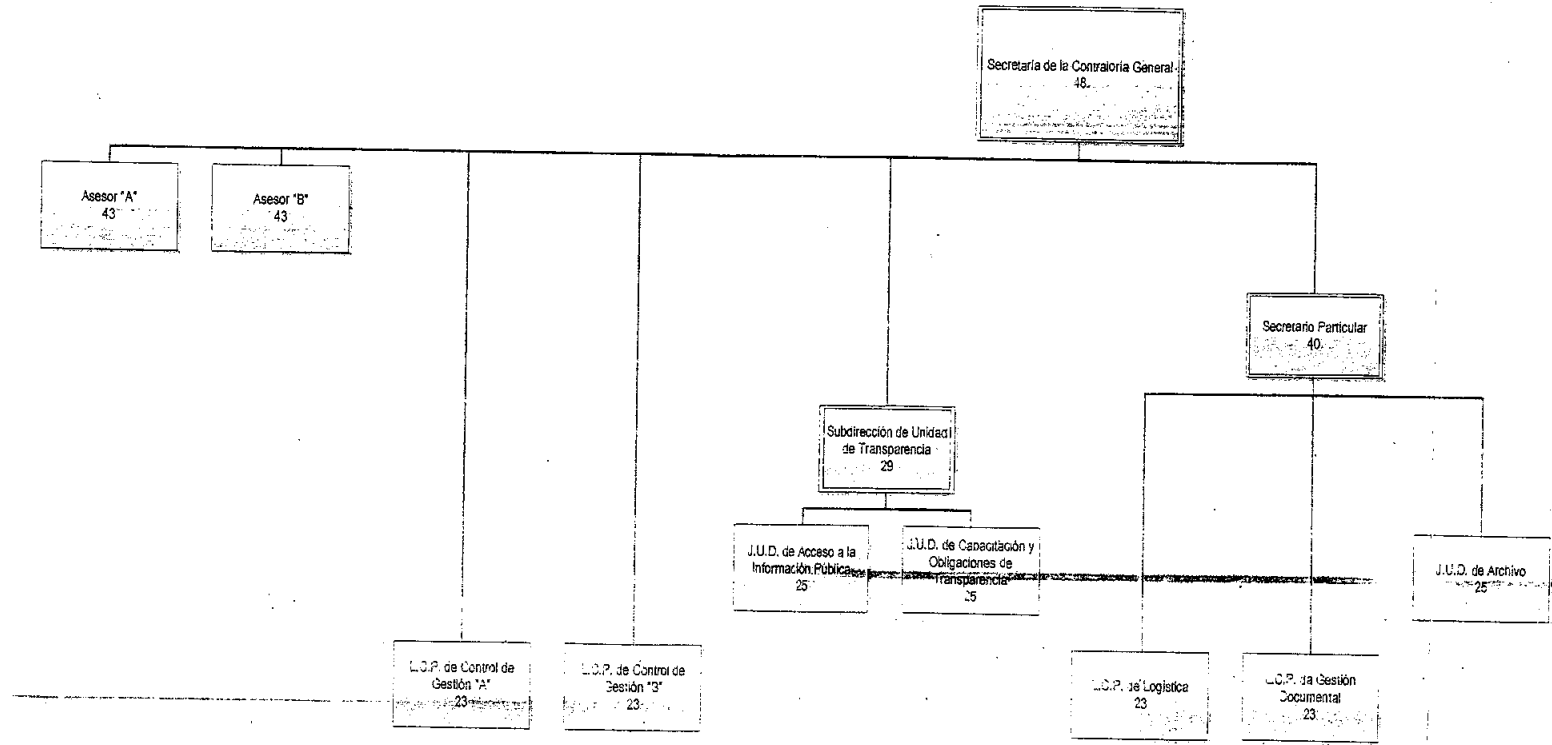 Secretaría de la Contraloría General
48
Asesor "A"
43
Asesor "B"
43
Secretario Particular
40
Subdirección de Unidad
de Transparencia
29
J.U.D. de Acceso a la
Información Pública
25
J.U.D. de Capacitación y
Obligaciones de
Transparencia
25
J.U.D. de Archivo
25
L.C.P. de Control de
Gestión "A"
23
L.C.P. de Control de
Gestión "B"
23
L.C.P. de Logística
23
L.C.P. de Gestión
Documental
23